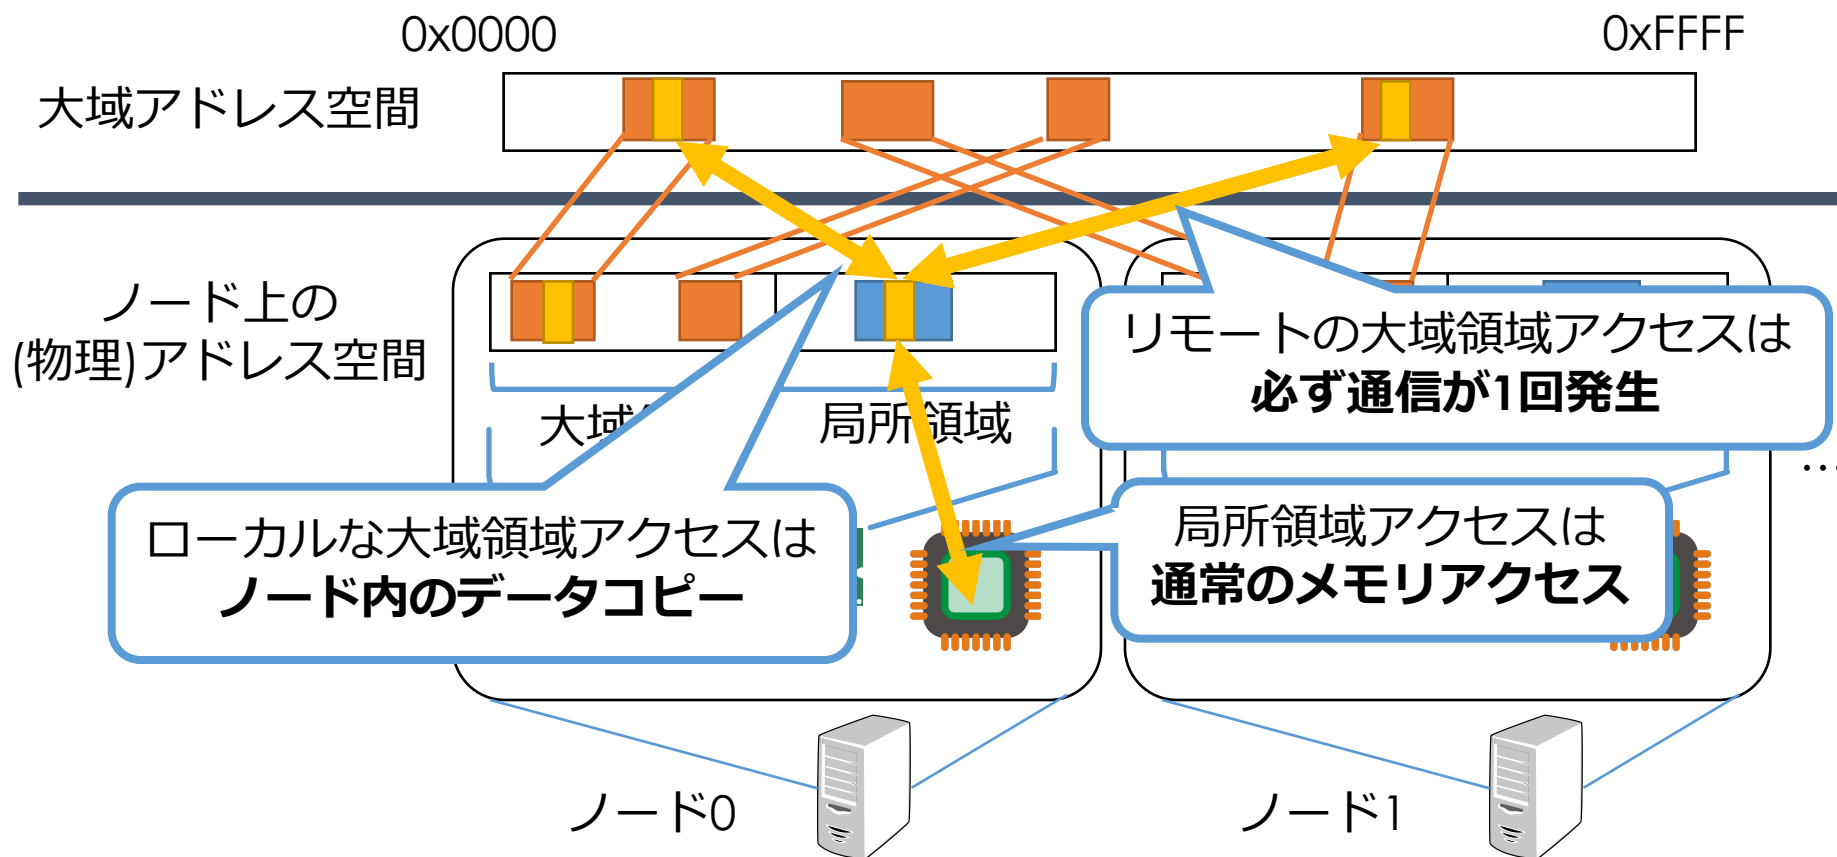 0x0000
0xFFFF
大域アドレス空間
ノード上の
(物理)アドレス空間
リモートの大域領域アクセスは
必ず通信が1回発生
大域
局所領域
…
ローカルな大域領域アクセスは
ノード内のデータコピー
局所領域アクセスは
通常のメモリアクセス
ノード0
ノード1